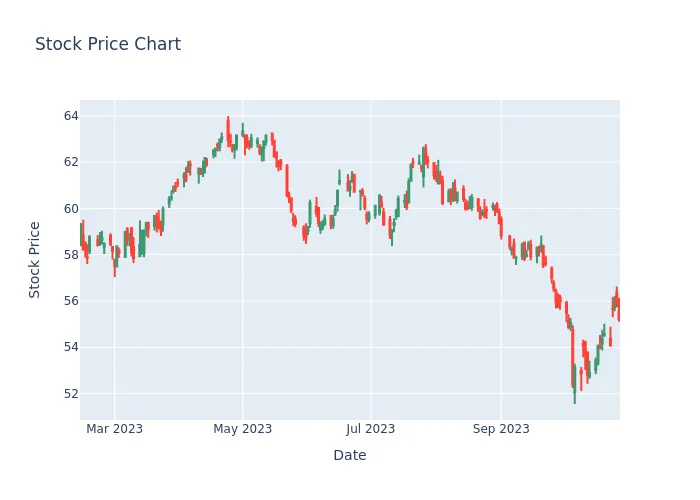 Stock Price Chart
64
62
60
58
56
54
52
Stock Price
Mar 2023
May 2023
Jul 2023
Sep 2023
Date